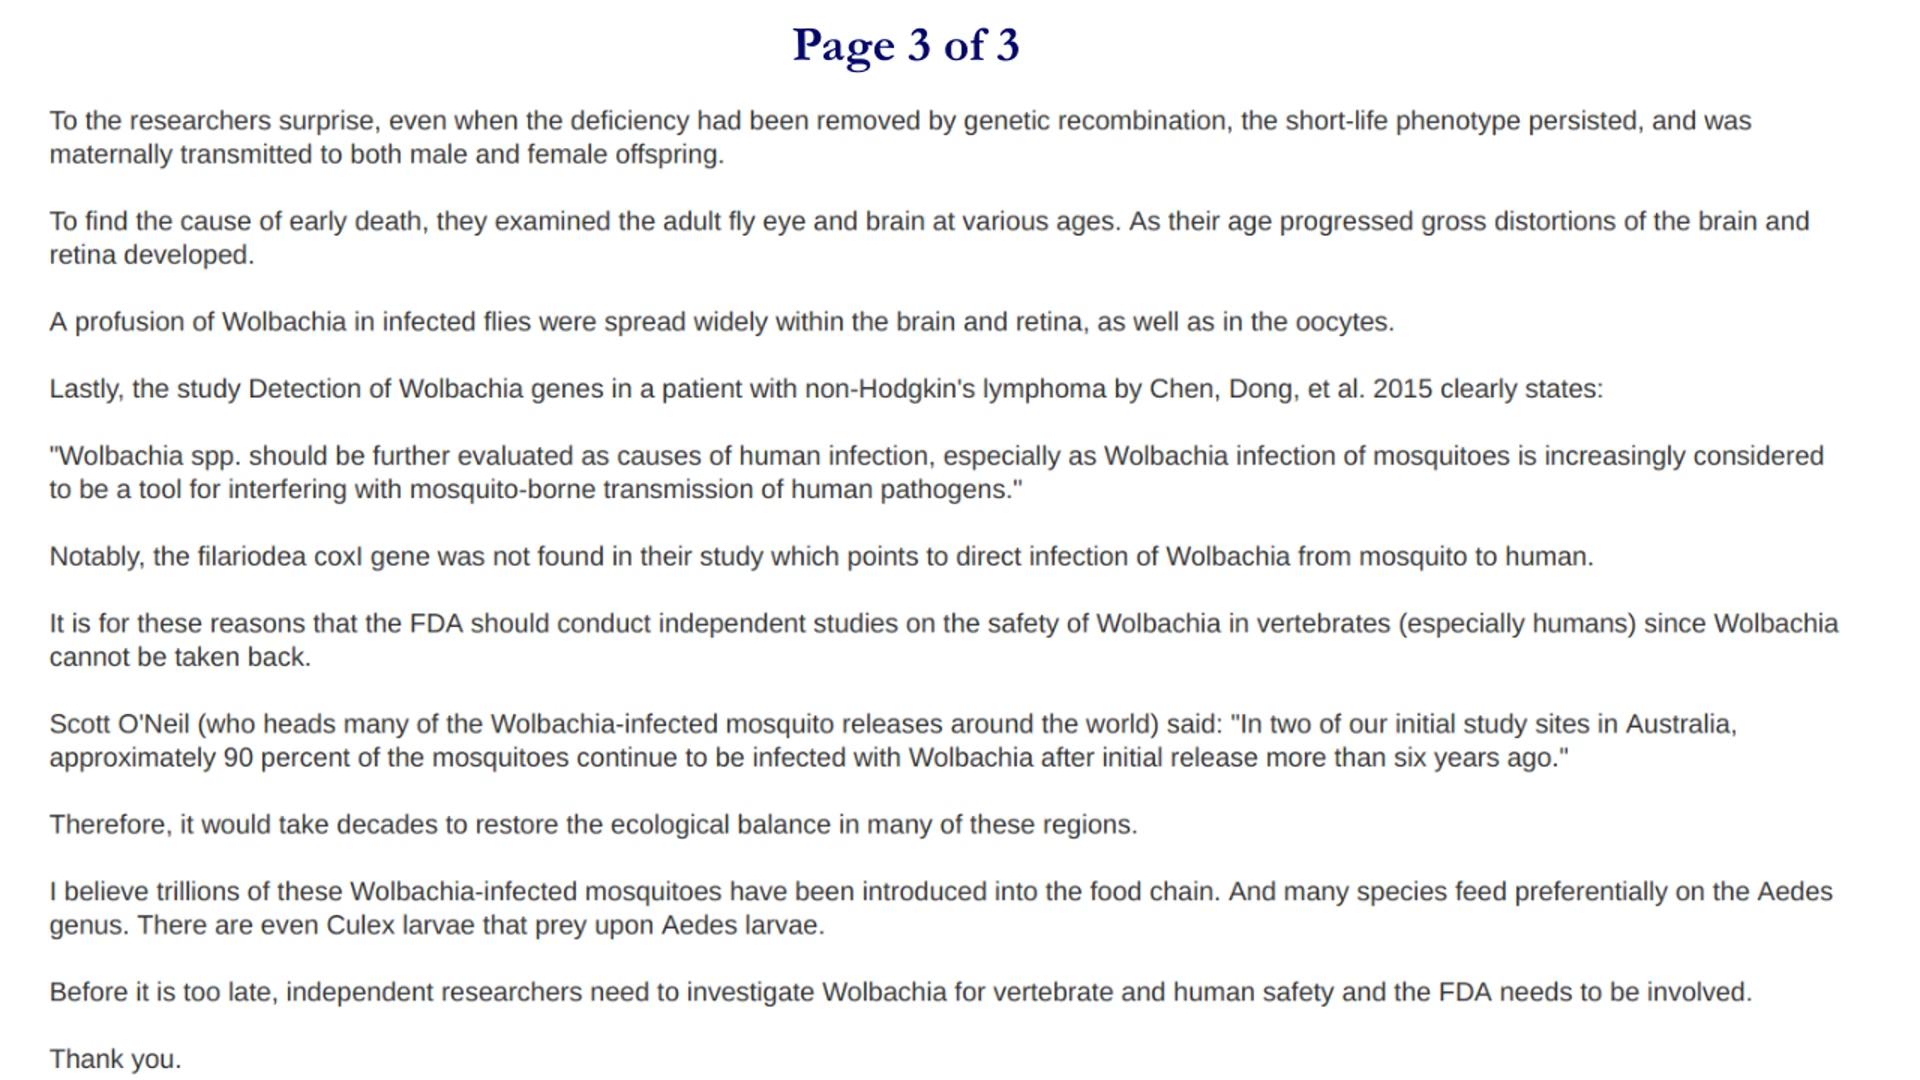 Page 3 of 3
To the researchers surprise, even when the deficiency had been removed by genetic recombination, the short-life phenotype persisted, and was
maternally transmitted to both male and female offspring.
To find the cause of early death, they examined the adult fly eye and brain at various ages. As their age progressed gross distortions of the brain and
retina developed.
A profusion of Wolbachia in infected flies were spread widely within the brain and retina, as well as in the oocytes.
Lastly, the study Detection of Wolbachia genes in a patient with non-Hodgkin's lymphoma by Chen, Dong, et al. 2015 clearly states:
"Wolbachia spp. should be further evaluated as causes of human infection, especially as Wolbachia infection of mosquitoes is increasingly considered
to be a tool for interfering with mosquito-borne transmission of human pathogens."
Notably, the filariodea coxI gene was not found in their study which points to direct infection of Wolbachia from mosquito to human.
It is for these reasons that the FDA should conduct independent studies on the safety of Wolbachia in vertebrates (especially humans) since Wolbachia
cannot be taken back.
Scott O'Neil (who heads many of the Wolbachia-infected mosquito releases around the world) said: "In two of our initial study sites in Australia,
approximately 90 percent of the mosquitoes continue to be infected with Wolbachia after initial release more than six years ago."
Therefore, it would take decades to restore the ecological balance in many of these regions.
I believe trillions of these Wolbachia-infected mosquitoes have been introduced into the food chain. And many species feed preferentially on the Aedes
genus. There are even Culex larvae that prey upon Aedes larvae.
Before it is too late, independent researchers need to investigate Wolbachia for vertebrate and human safety and the FDA needs to be involved.
Thank you.